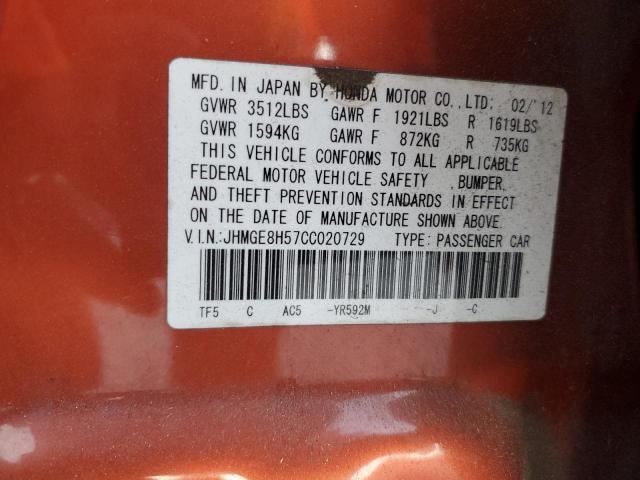 MFD. IN JAPAN BY HONDA MOTOR CO.,LTD. 02/'12
GVWR 3512LBS GAWR F 1921LBS R 1619LBS
GVWR 1594KG GAWR F 872KG R 735KG
THIS VEHICLE CONFORMS TO ALL APPLICABLE
FEDERAL MOTOR VEHICLE SAFETY ,BUMPER,
AND THEFT PREVENTION STANDARDS IN EFFECT
ON THE DATE OF MANUFACTURE SHOWN ABOVE.
V.I.N.:JHMGE8H57CC020729 TYPE: PASSENGER CAR
TF5 C AC5 -YR592M -J -C